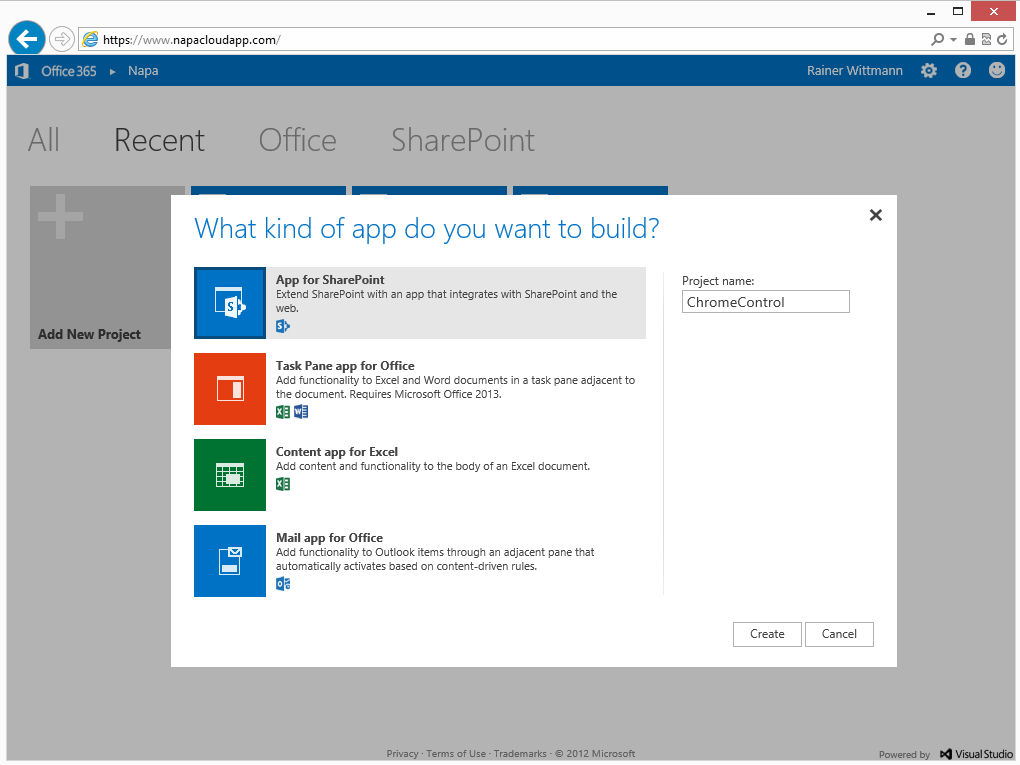 https://www.napacloudapp.com/
Office 365 ▸ Napa
Rainer Wittmann
All Recent Office SharePoint
Add New Project
What kind of app do you want to build?
App for SharePoint
Extend SharePoint with an app that integrates with SharePoint and the
web.
Task Pane app for Office
Add functionality to Excel and Word documents in a task pane adjacent to
the document. Requires Microsoft Office 2013.
Content app for Excel
Add content and functionality to the body of an Excel document.
Mail app for Office
Add functionality to Outlook items through an adjacent pane that
automatically activates based on content-driven rules.
Project name:
ChromeControl
Create
Cancel
Privacy · Terms of Use · Trademarks · © 2012 Microsoft
Powered by Visual Studio